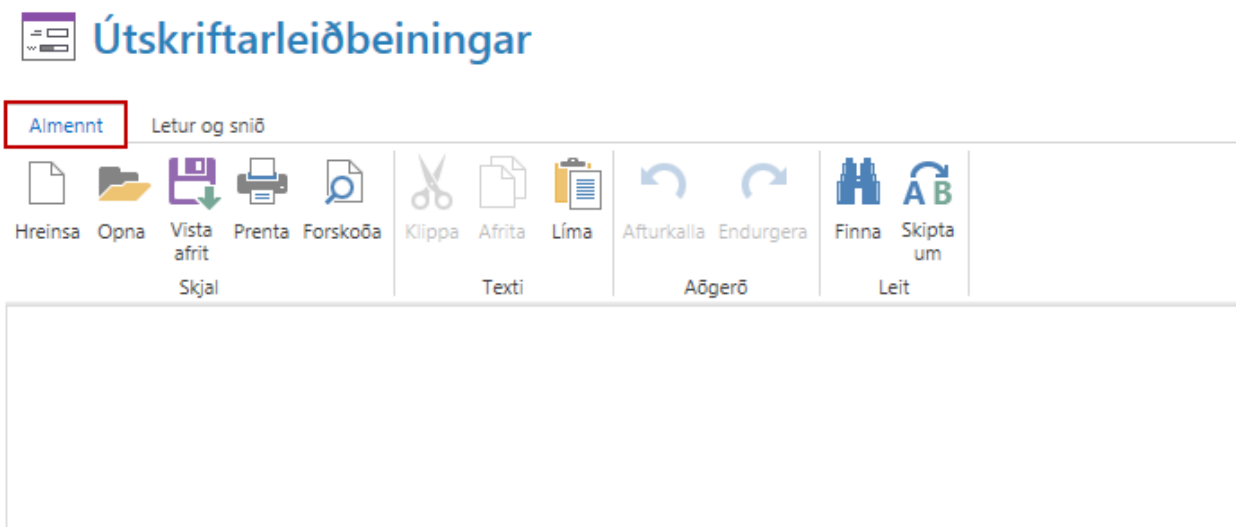 Útskriftarleiðbeiningar
Almennt Letur og snið
Hreinsa Opna Vista afrit Prenta Forskoða Klippa Afrita Líma Afturkalla Endurgera Finna Skipta um
A B
Skjal Texti Aðgerð Leit